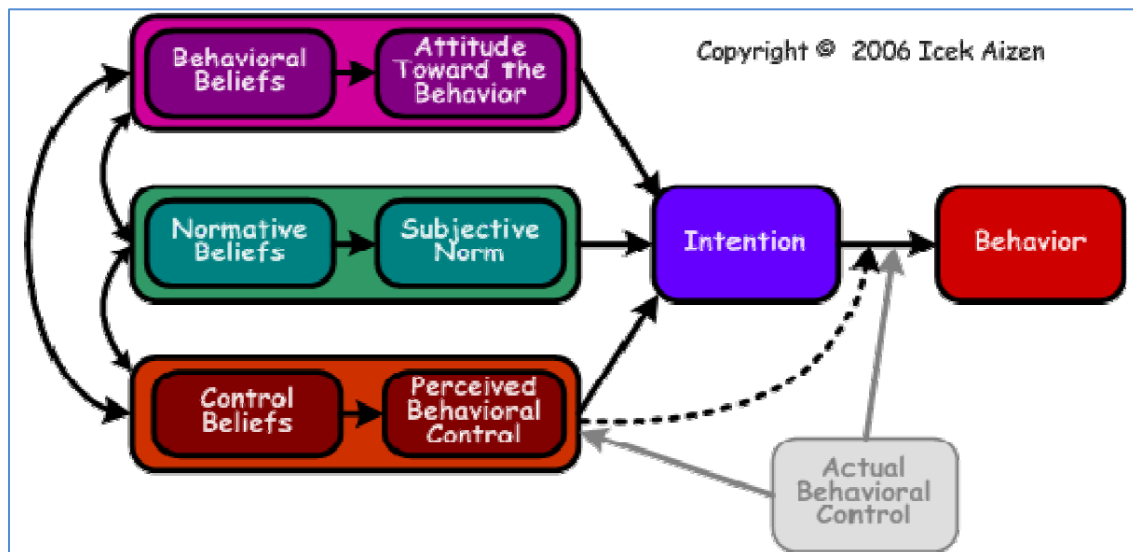 Behavioral
Beliefs
Attitude
Toward the
Behavior
Copyright © 2006 Icek Aizen
Normative
Beliefs
Subjective
Norm
Intention
Behavior
Control
Beliefs
Perceived
Behavioral
Control
Actual
Behavioral
Control